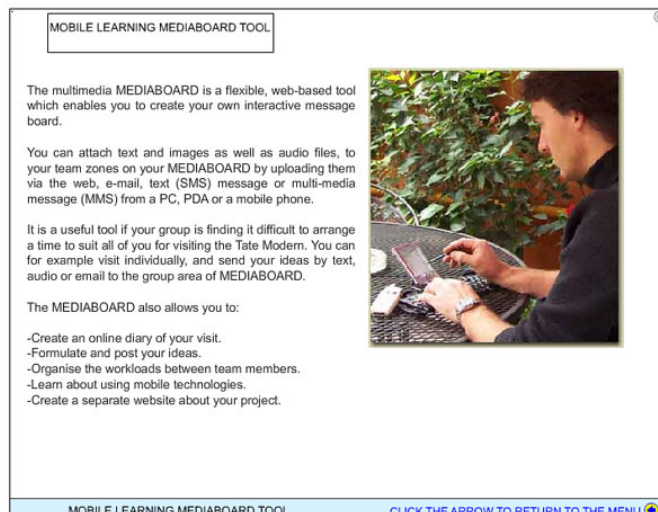 MOBILE LEARNING MEDIABOARD TOOL
The multimedia MEDIABOARD is a flexible, web-based tool
which enables you to create your own interactive message
board.
You can attach text and images as well as audio files, to
your team zones on your MEDIABOARD by uploading them
via the web, e-mail, text (SMS) message or multi-media
message (MMS) from a PC, PDA or a mobile phone.
It is a useful tool if your group is finding it difficult to arrange
a time to suit all of you for visiting the Tate Modern. You can
for example visit individually, and send your ideas by text,
audio or email to the group area of MEDIABOARD.
The MEDIABOARD also allows you to:
-Create an online diary of your visit.
-Formulate and post your ideas.
-Organise the workloads between team members.
-Learn about using mobile technologies.
-Create a separate website about your project.
MOBILE LEARNING MEDIABOARD TOOL
CLICK THE ARROW TO RETURN TO THE MENU